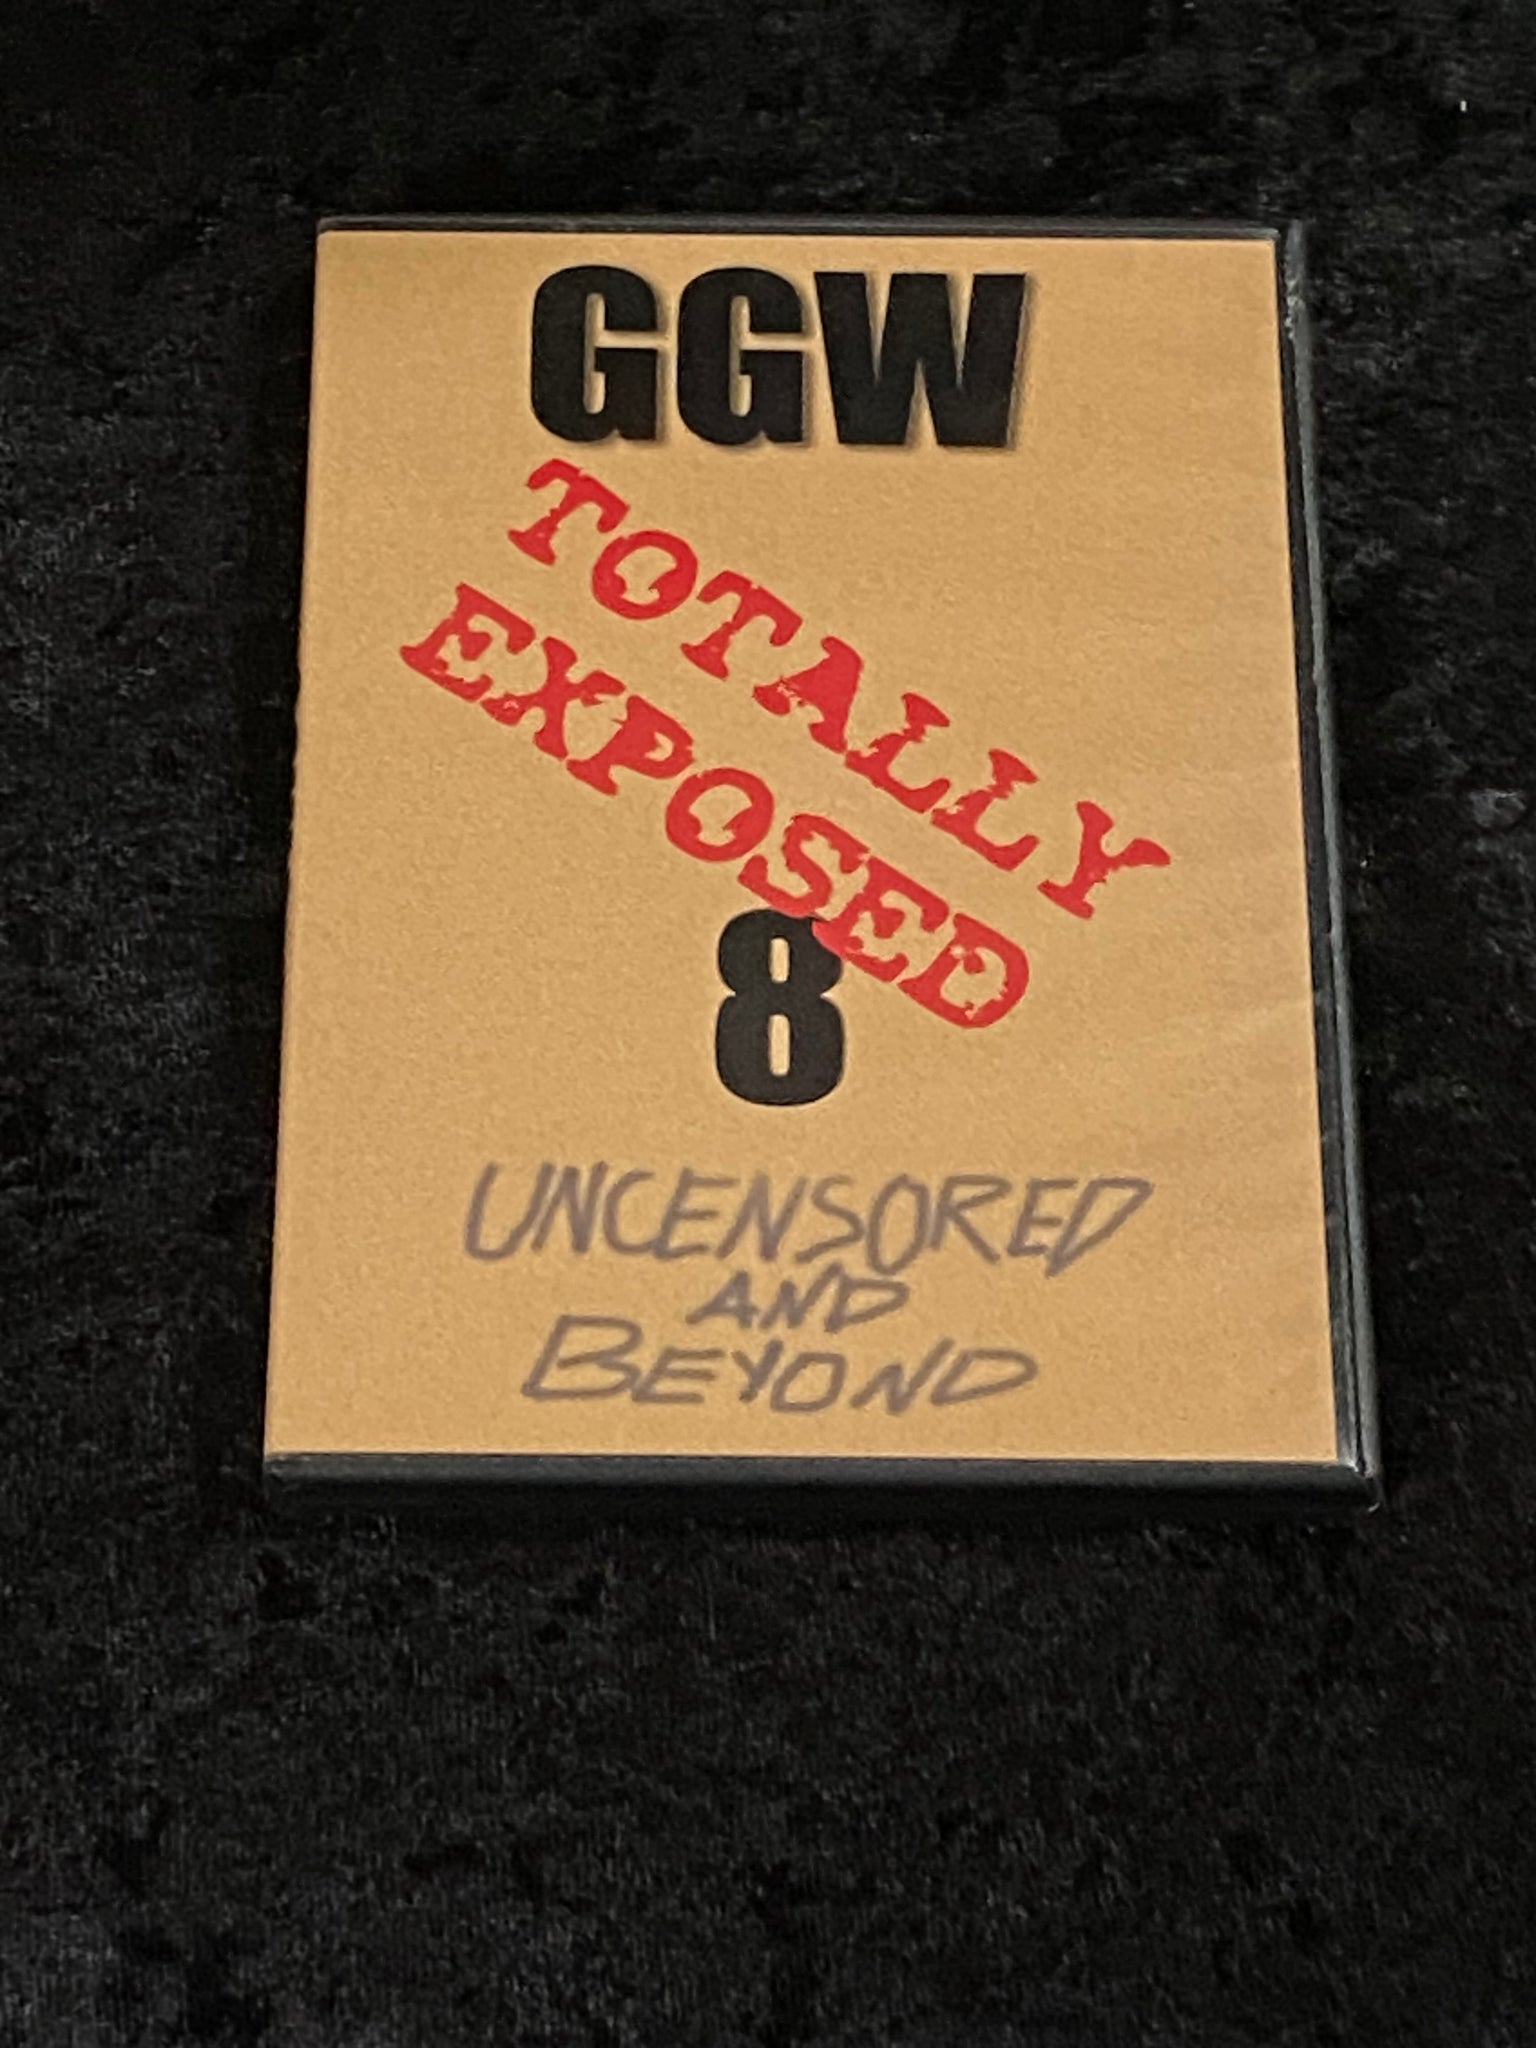 GGW
TOTALLY
EXPOSED
8
UNCENSORED
AND
BEYOND